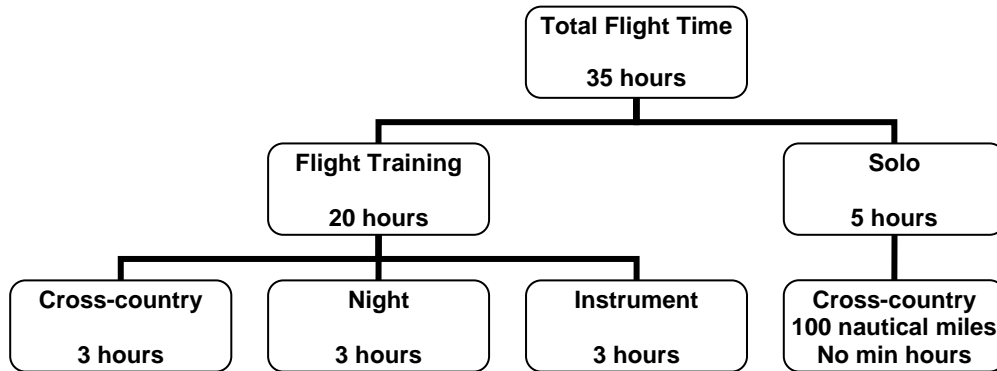 Total Flight Time
35 hours
Flight Training
20 hours
Solo
5 hours
Cross-country
3 hours
Night
3 hours
Instrument
3 hours
Cross-country
100 nautical miles
No min hours